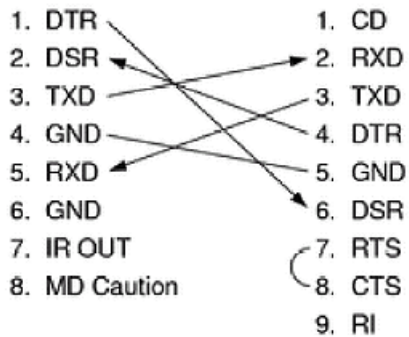 1. DTR
2. DSR
3. TXD
4. GND
5. RXD
6. GND
7. IR OUT
8. MD Caution
1. CD
2. RXD
3. TXD
4. DTR
5. GND
6. DSR
7. RTS
8. CTS
9. RI